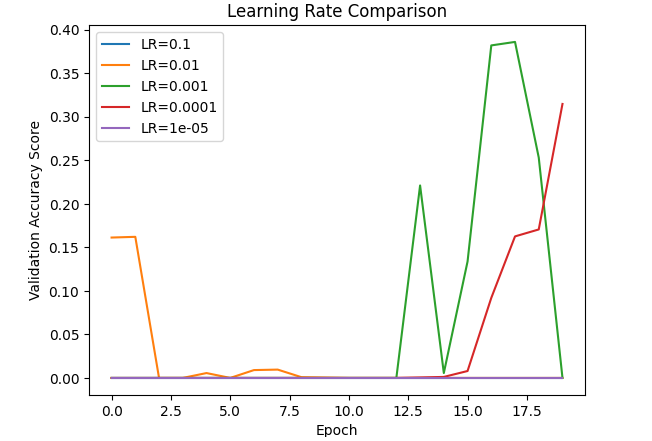 Learning Rate Comparison
0.40
0.35
0.30
0.25
0.20
0.15
0.10
0.05
0.00
Validation Accuracy Score
LR=0.1
LR=0.01
LR=0.001
LR=0.0001
LR=1e-05
0.0 2.5 5.0 7.5 10.0 12.5 15.0 17.5
Epoch